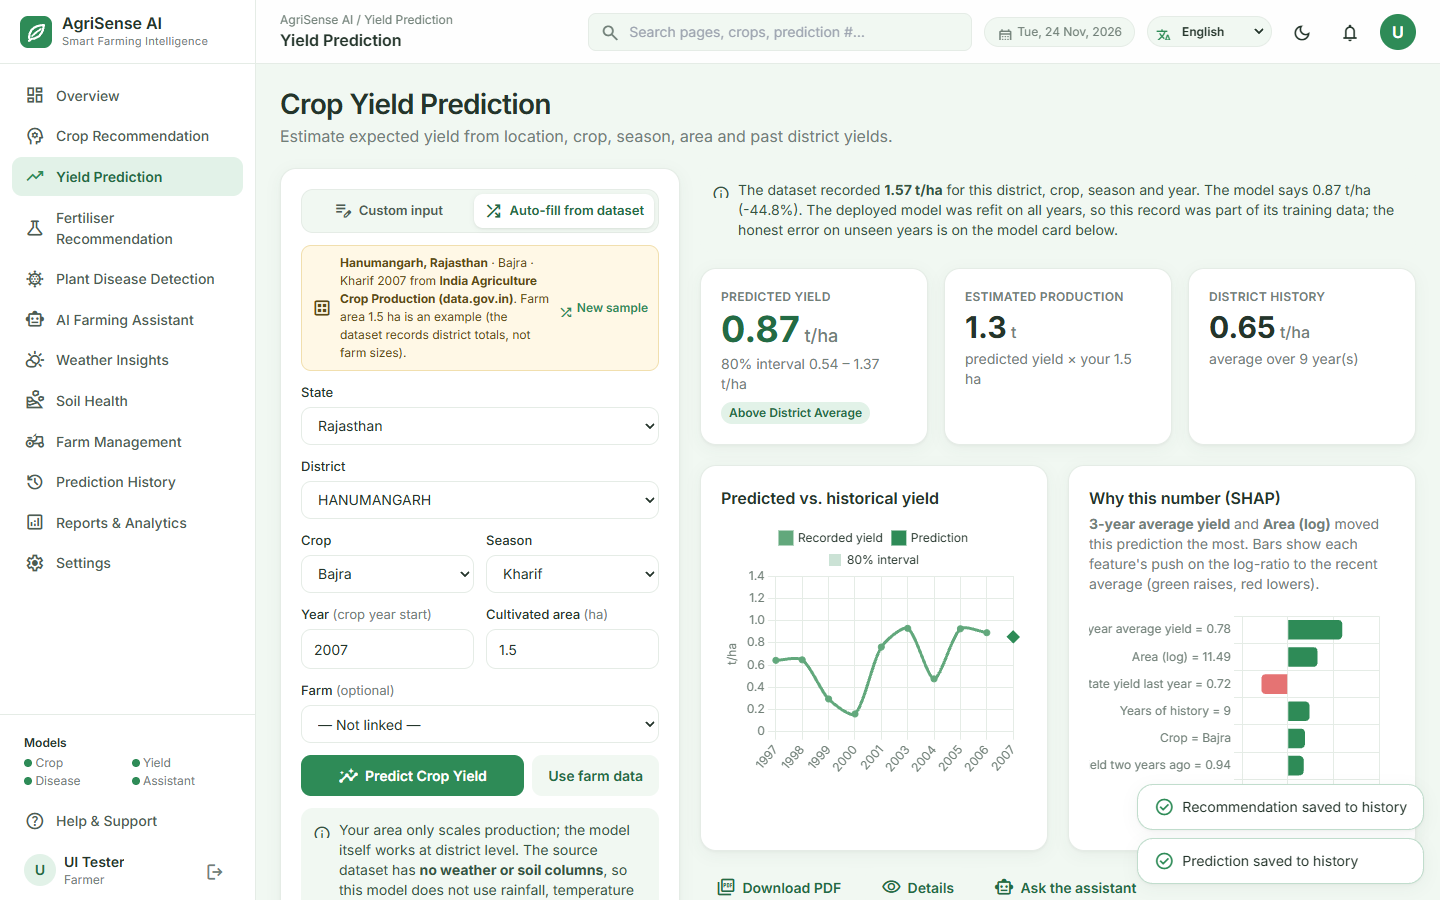 AgriSense AI
Smart Farming Intelligence
AgriSense AI / Yield Prediction
Yield Prediction
Search pages, crops, prediction #...
Tue, 24 Nov, 2026
English
U
Overview
Crop Recommendation
Yield Prediction
Fertiliser
Recommendation
Plant Disease Detection
AI Farming Assistant
Weather Insights
Soil Health
Farm Management
Prediction History
Reports & Analytics
Settings
Models
Crop
Yield
Disease
Assistant
Help & Support
U
UI Tester
Farmer
Crop Yield Prediction
Estimate expected yield from location, crop, season, area and past district yields.
Custom input
Auto-fill from dataset
Hanumangarh, Rajasthan · Bajra ·
Kharif 2007 from India Agriculture
Crop Production (data.gov.in). Farm
area 1.5 ha is an example (the
dataset records district totals, not
farm sizes).
New sample
State
Rajasthan
District
HANUMANGARH
Crop
Season
Bajra
Kharif
Year (crop year start)
Cultivated area (ha)
2007
1.5
Farm (optional)
— Not linked —
Predict Crop Yield
Use farm data
Your area only scales production; the model
itself works at district level. The source
dataset has no weather or soil columns, so
this model does not use rainfall, temperature
The dataset recorded 1.57 t/ha for this district, crop, season and year. The model says 0.87 t/ha
(-44.8%). The deployed model was refit on all years, so this record was part of its training data; the
honest error on unseen years is on the model card below.
PREDICTED YIELD
0.87 t/ha
80% interval 0.54 – 1.37
t/ha
Above District Average
ESTIMATED PRODUCTION
1.3 t
predicted yield × your 1.5
ha
DISTRICT HISTORY
0.65 t/ha
average over 9 year(s)
Predicted vs. historical yield
Recorded yield
Prediction
80% interval
1.4
1.2
1.0
0.8
0.6
0.4
0.2
0
t/ha
1997
1998
1999
2000
2001
2003
2004
2005
2006
2007
Why this number (SHAP)
3-year average yield and Area (log) moved
this prediction the most. Bars show each
feature's push on the log-ratio to the recent
average (green raises, red lowers).
year average yield = 0.78
Area (log) = 11.49
tate yield last year = 0.72
Years of history = 9
Crop = Bajra
eld two years ago = 0.94
Recommendation saved to history
Prediction saved to history
Download PDF
Details
Ask the assistant